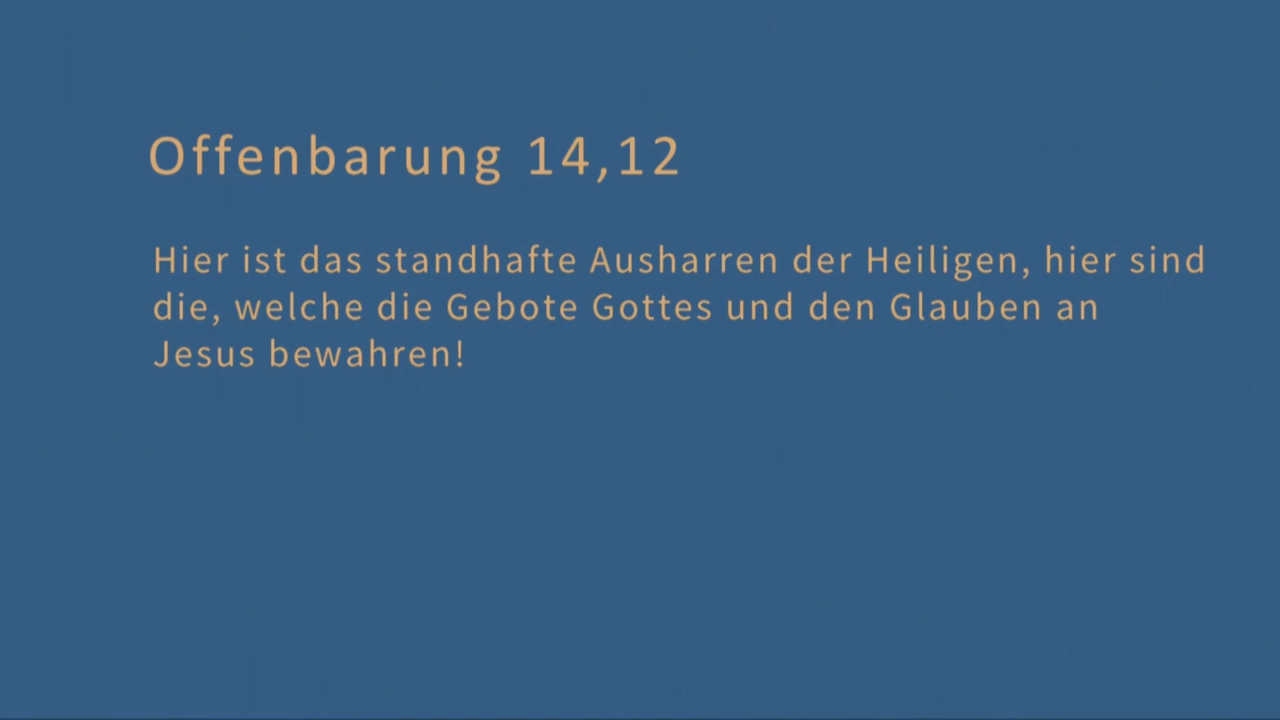 Offenbarung 14,12
Hier ist das standhafte Ausharren der Heiligen, hier sind
die, welche die Gebote Gottes und den Glauben an
Jesus bewahren!